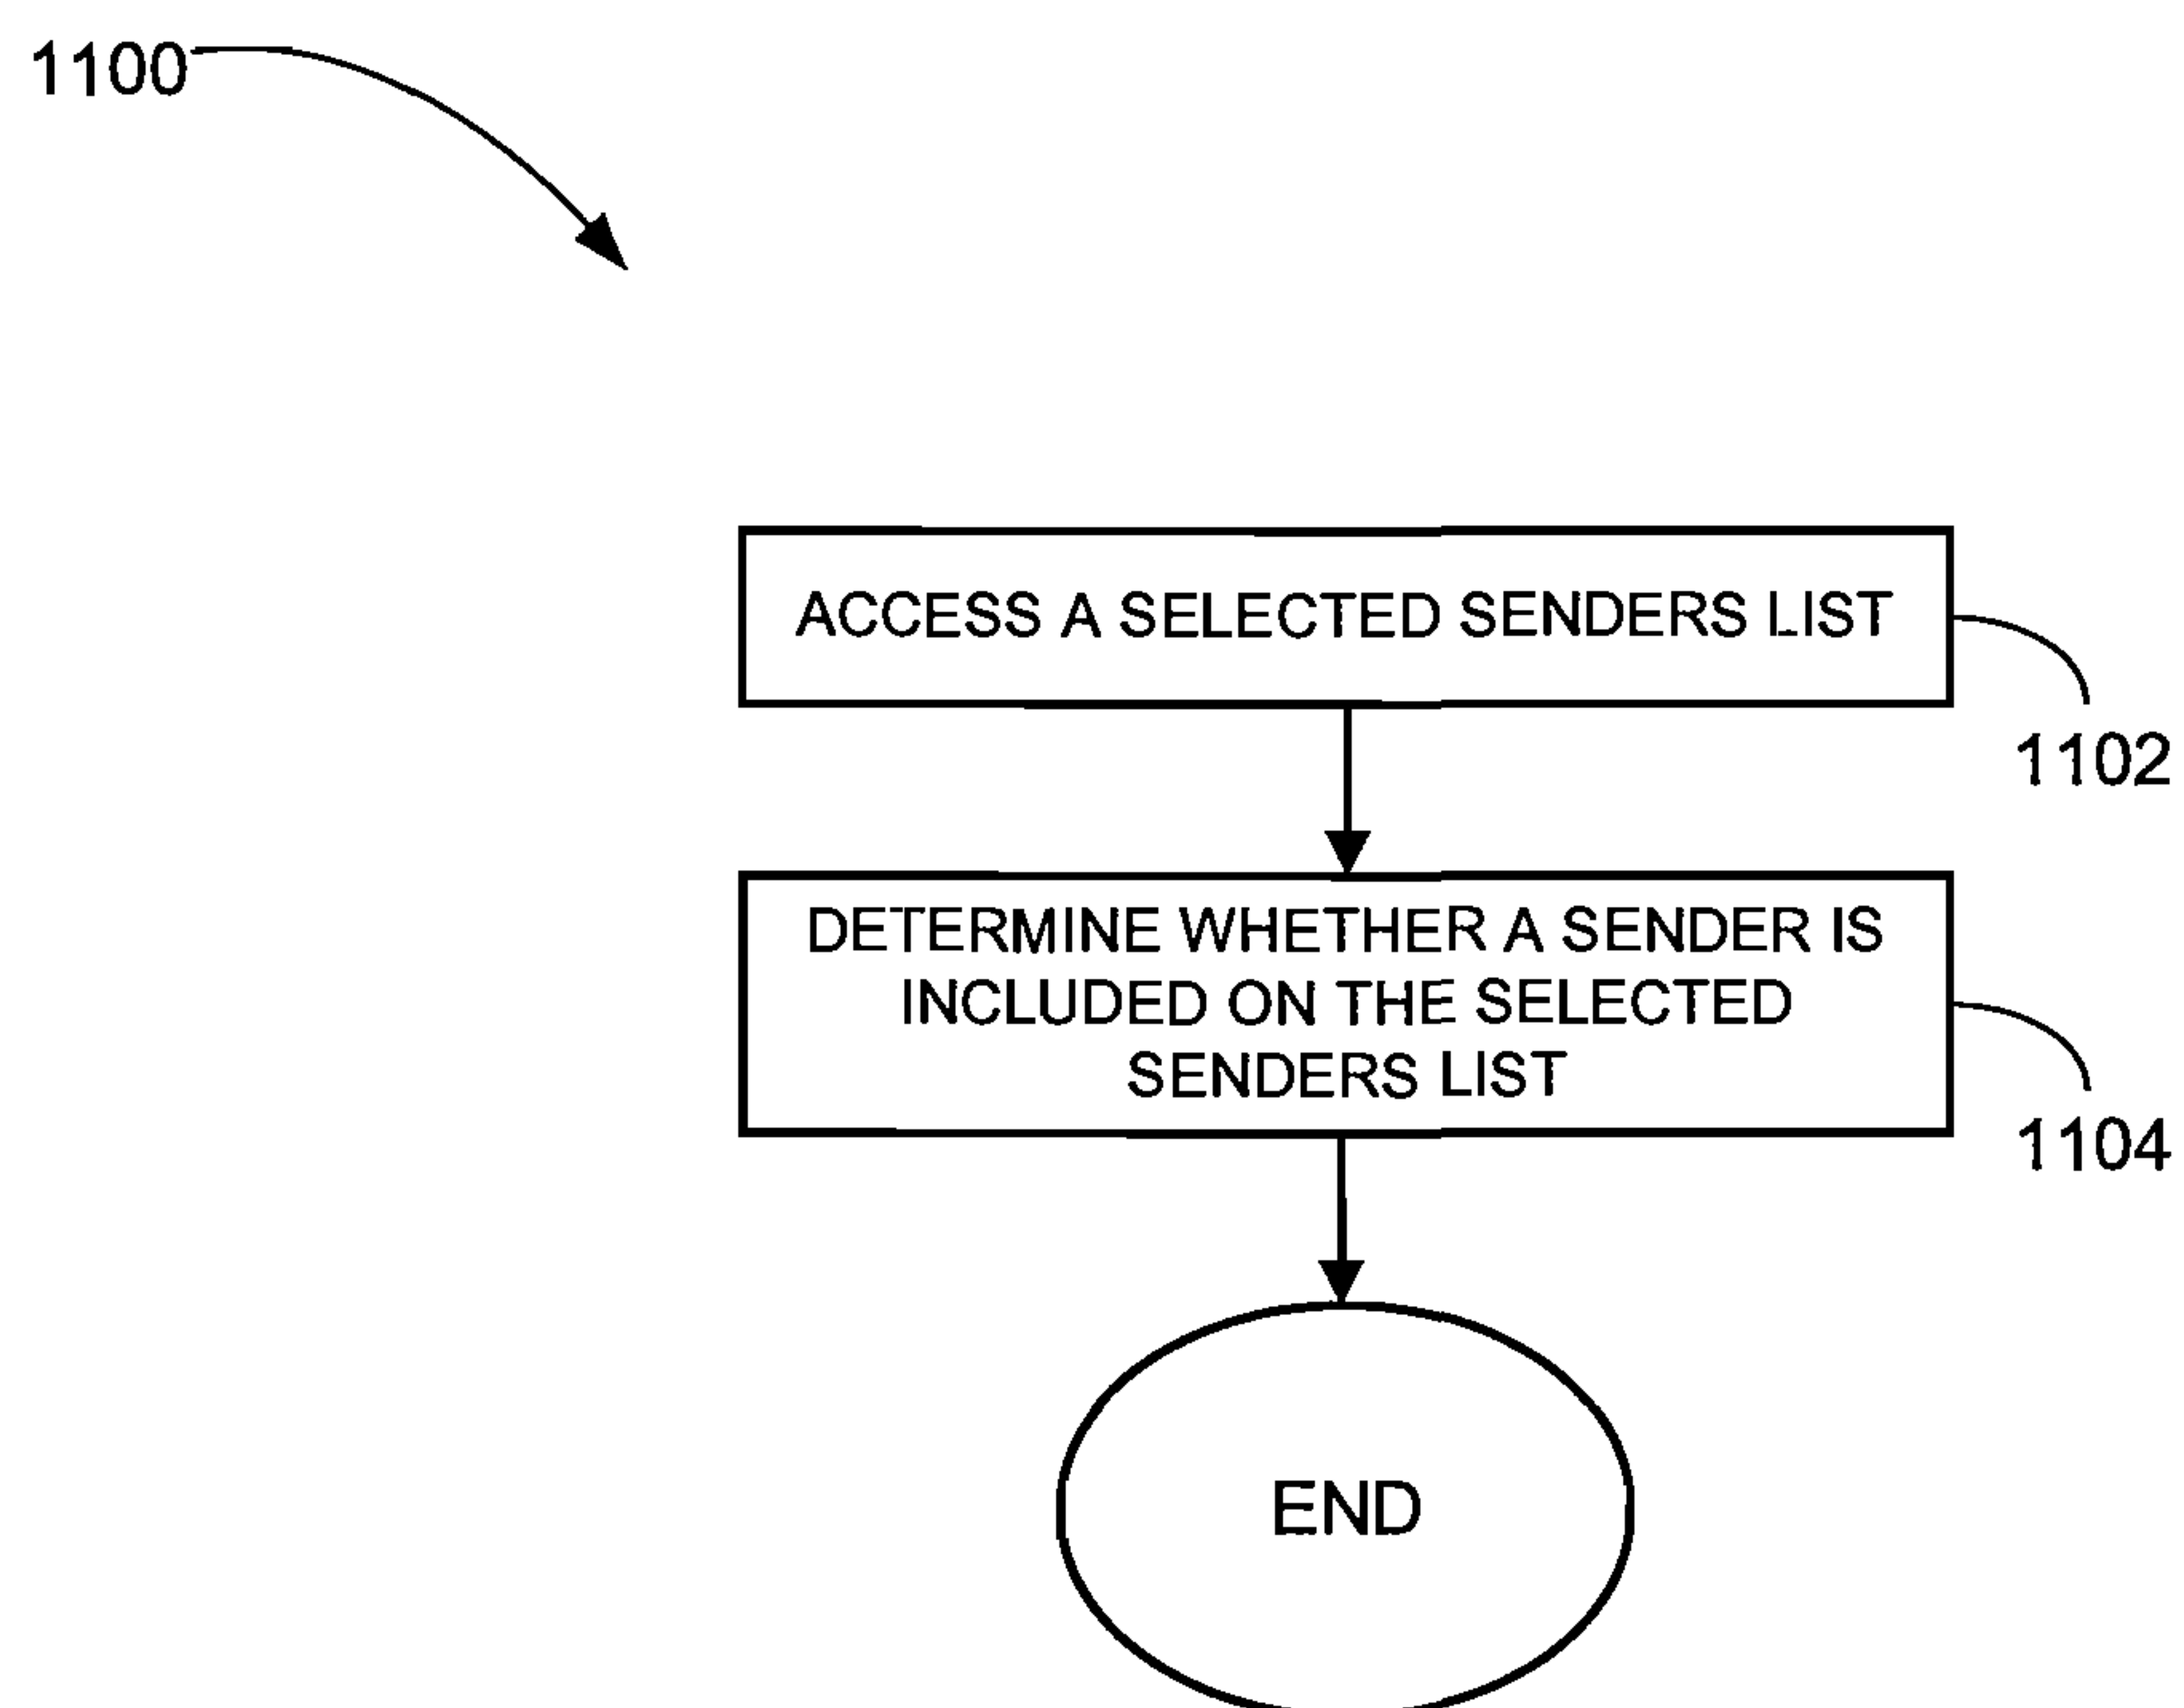 1100
ACCESS A SELECTED SENDERS LIST
1102
DETERMINE WHETHER A SENDER IS
INCLUDED ON THE SELECTED
SENDERS LIST
1104
END